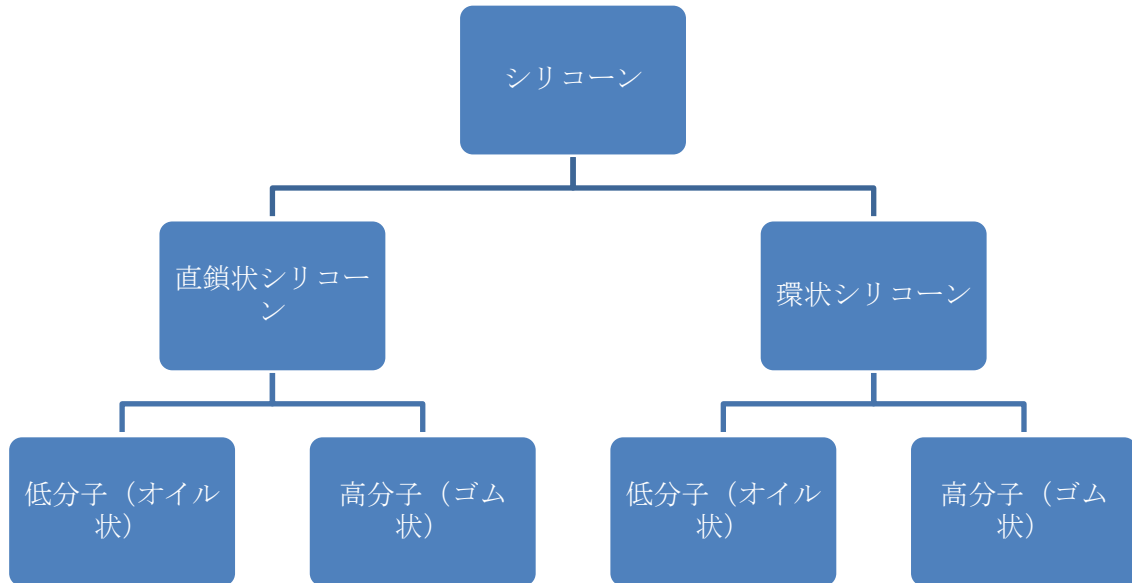 シリコーン
直鎖状シリコー
ン
環状シリコーン
低分子（オイル
状）
高分子（ゴム
状）
低分子（オイル
状）
高分子（ゴム
状）